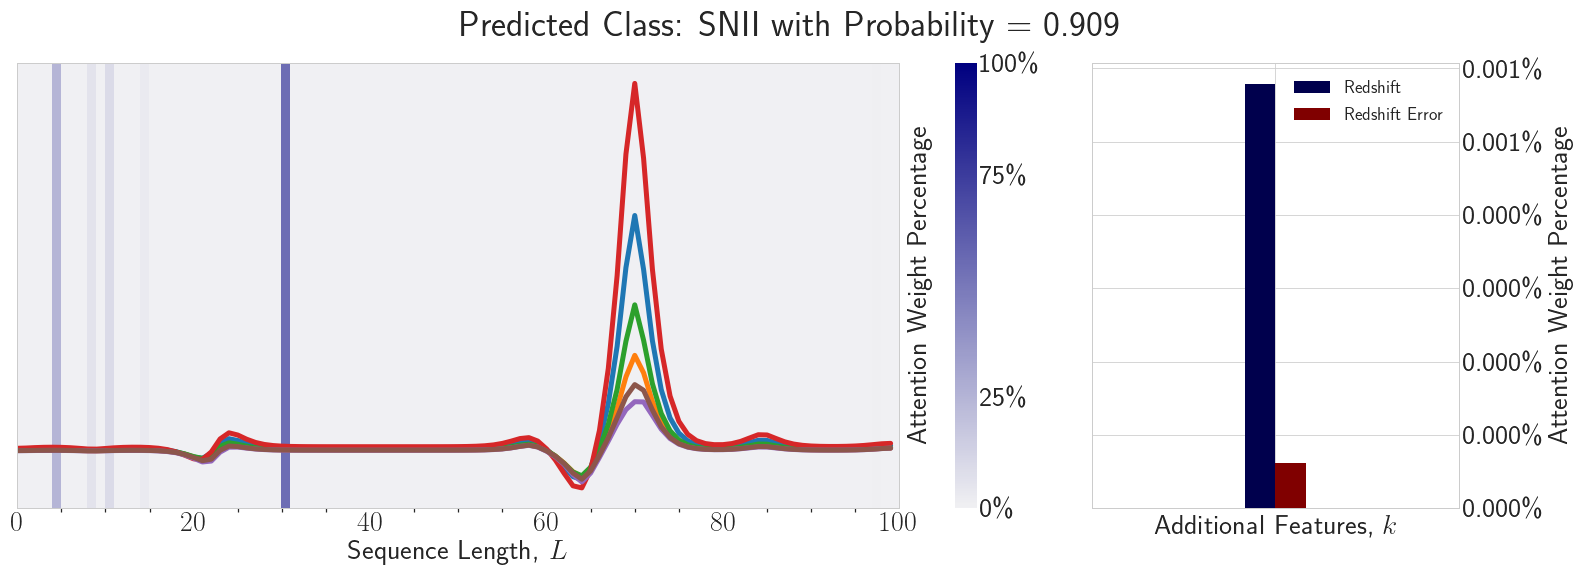 Predicted Class: SNII with Probability = 0.909
0 20 40 60 80 100
Sequence Length, L
100%
75%
25%
0%
Attention Weight Percentage
Redshift
Redshift Error
0.001%
0.001%
0.000%
0.000%
0.000%
0.000%
0.000%
Attention Weight Percentage
Additional Features, k